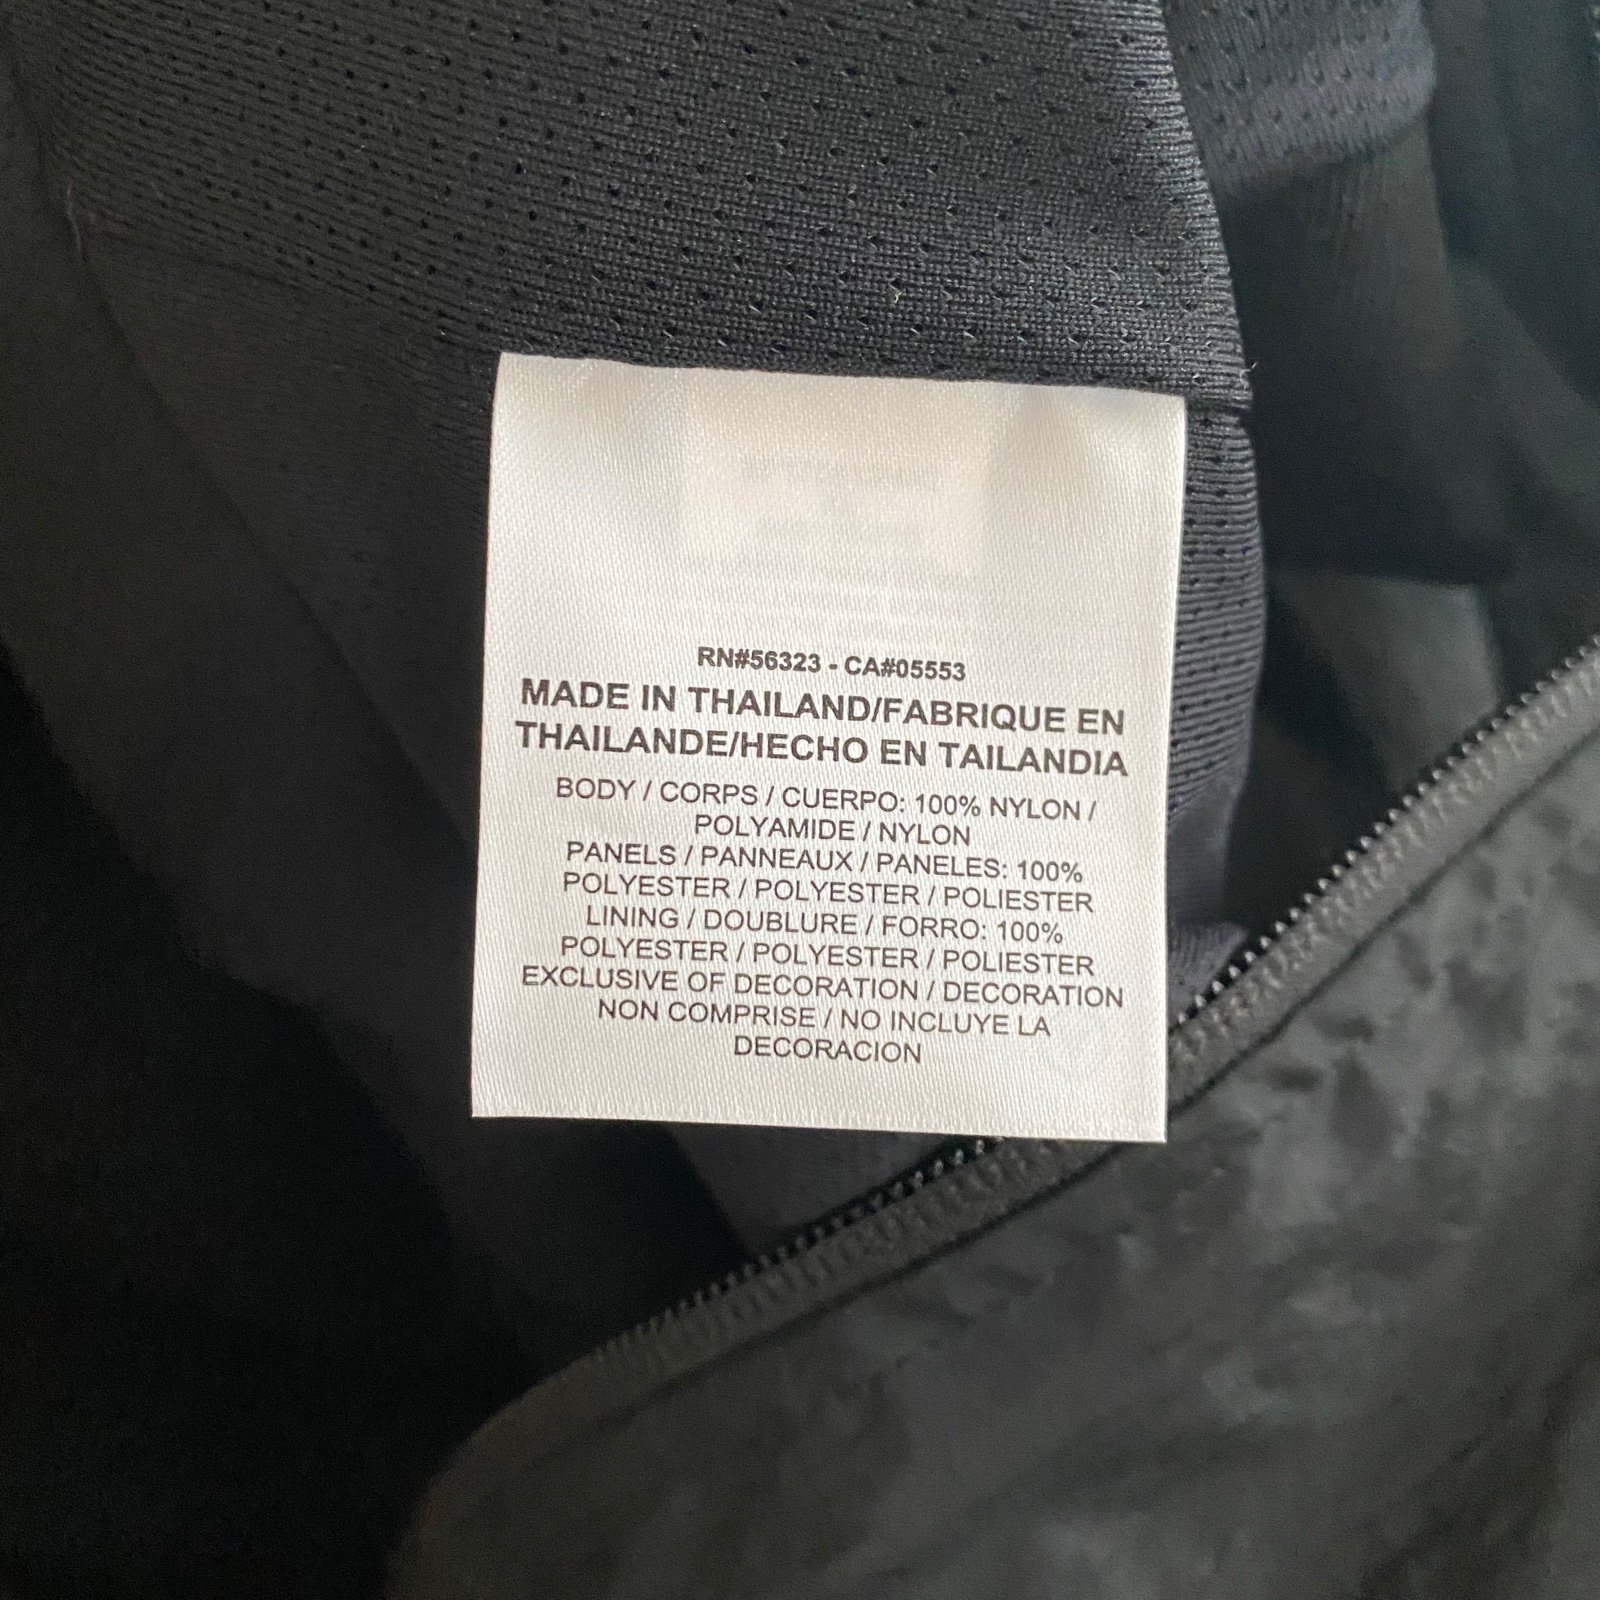 RN#56323 - CA#05553
MADE IN THAILAND/FABRIQUE EN
THAILANDE/HECHO EN TAILANDIA
BODY / CORPS / CUERPO: 100% NYLON /
POLYAMIDE / NYLON
PANELS / PANNEAUX / PANELES: 100%
POLYESTER / POLYESTER / POLIESTER
LINING / DOUBLURE / FORRO: 100%
POLYESTER / POLYESTER / POLIESTER
EXCLUSIVE OF DECORATION / DECORATION
NON COMPRISE / NO INCLUYE LA
DECORACION